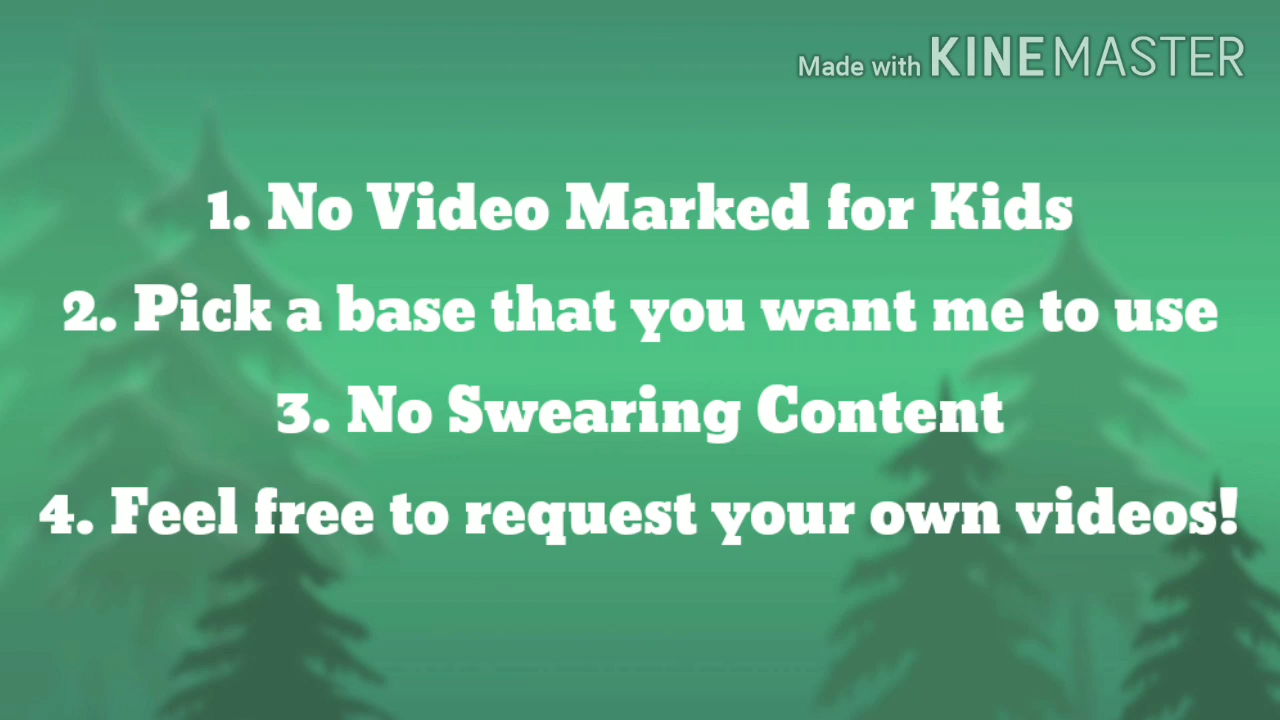 Made with KINEMASTER
1. No Video Marked for Kids
2. Pick a base that you want me to use
3. No Swearing Content
4. Feel free to request your own videos!